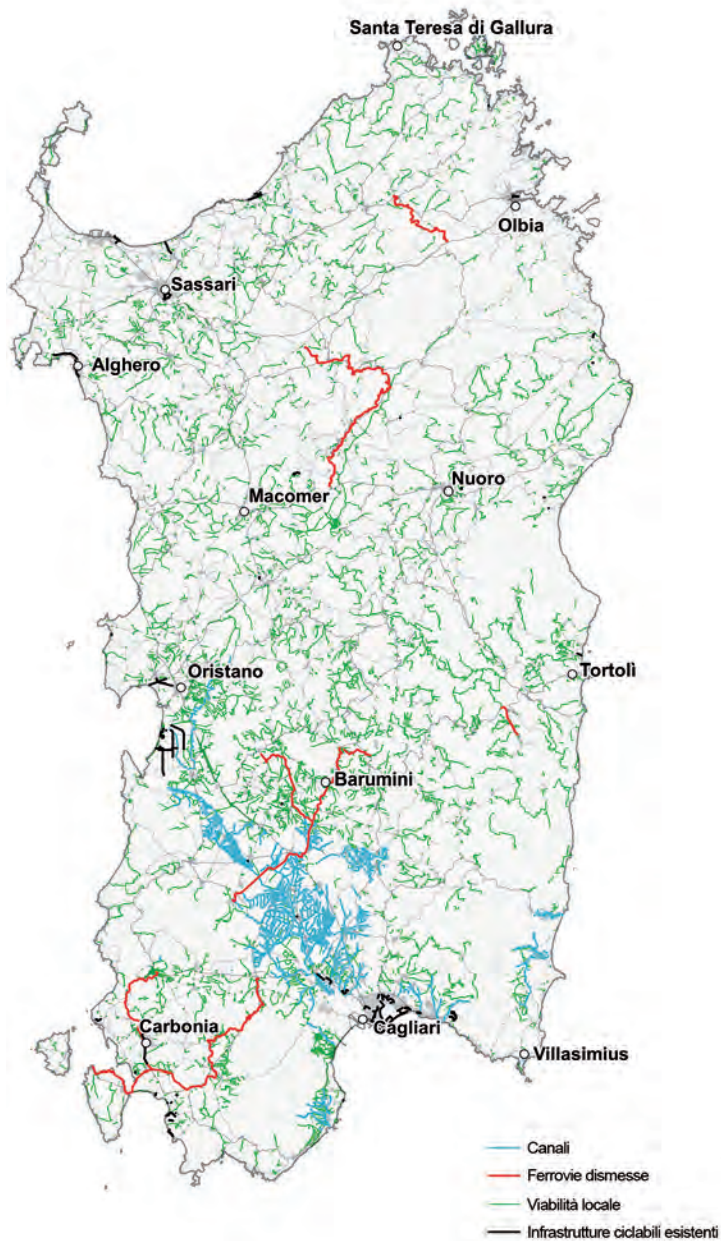 Santa Teresa di Gallura
Olbia
Sassari
Alghero
Nuoro
Macomer
Oristano
Tortolì
Barumini
Carbonia
Cagliari
Villasimius
Canali
Ferrovie dismesse
Viabilità locale
Infrastrutture ciclabili esistenti